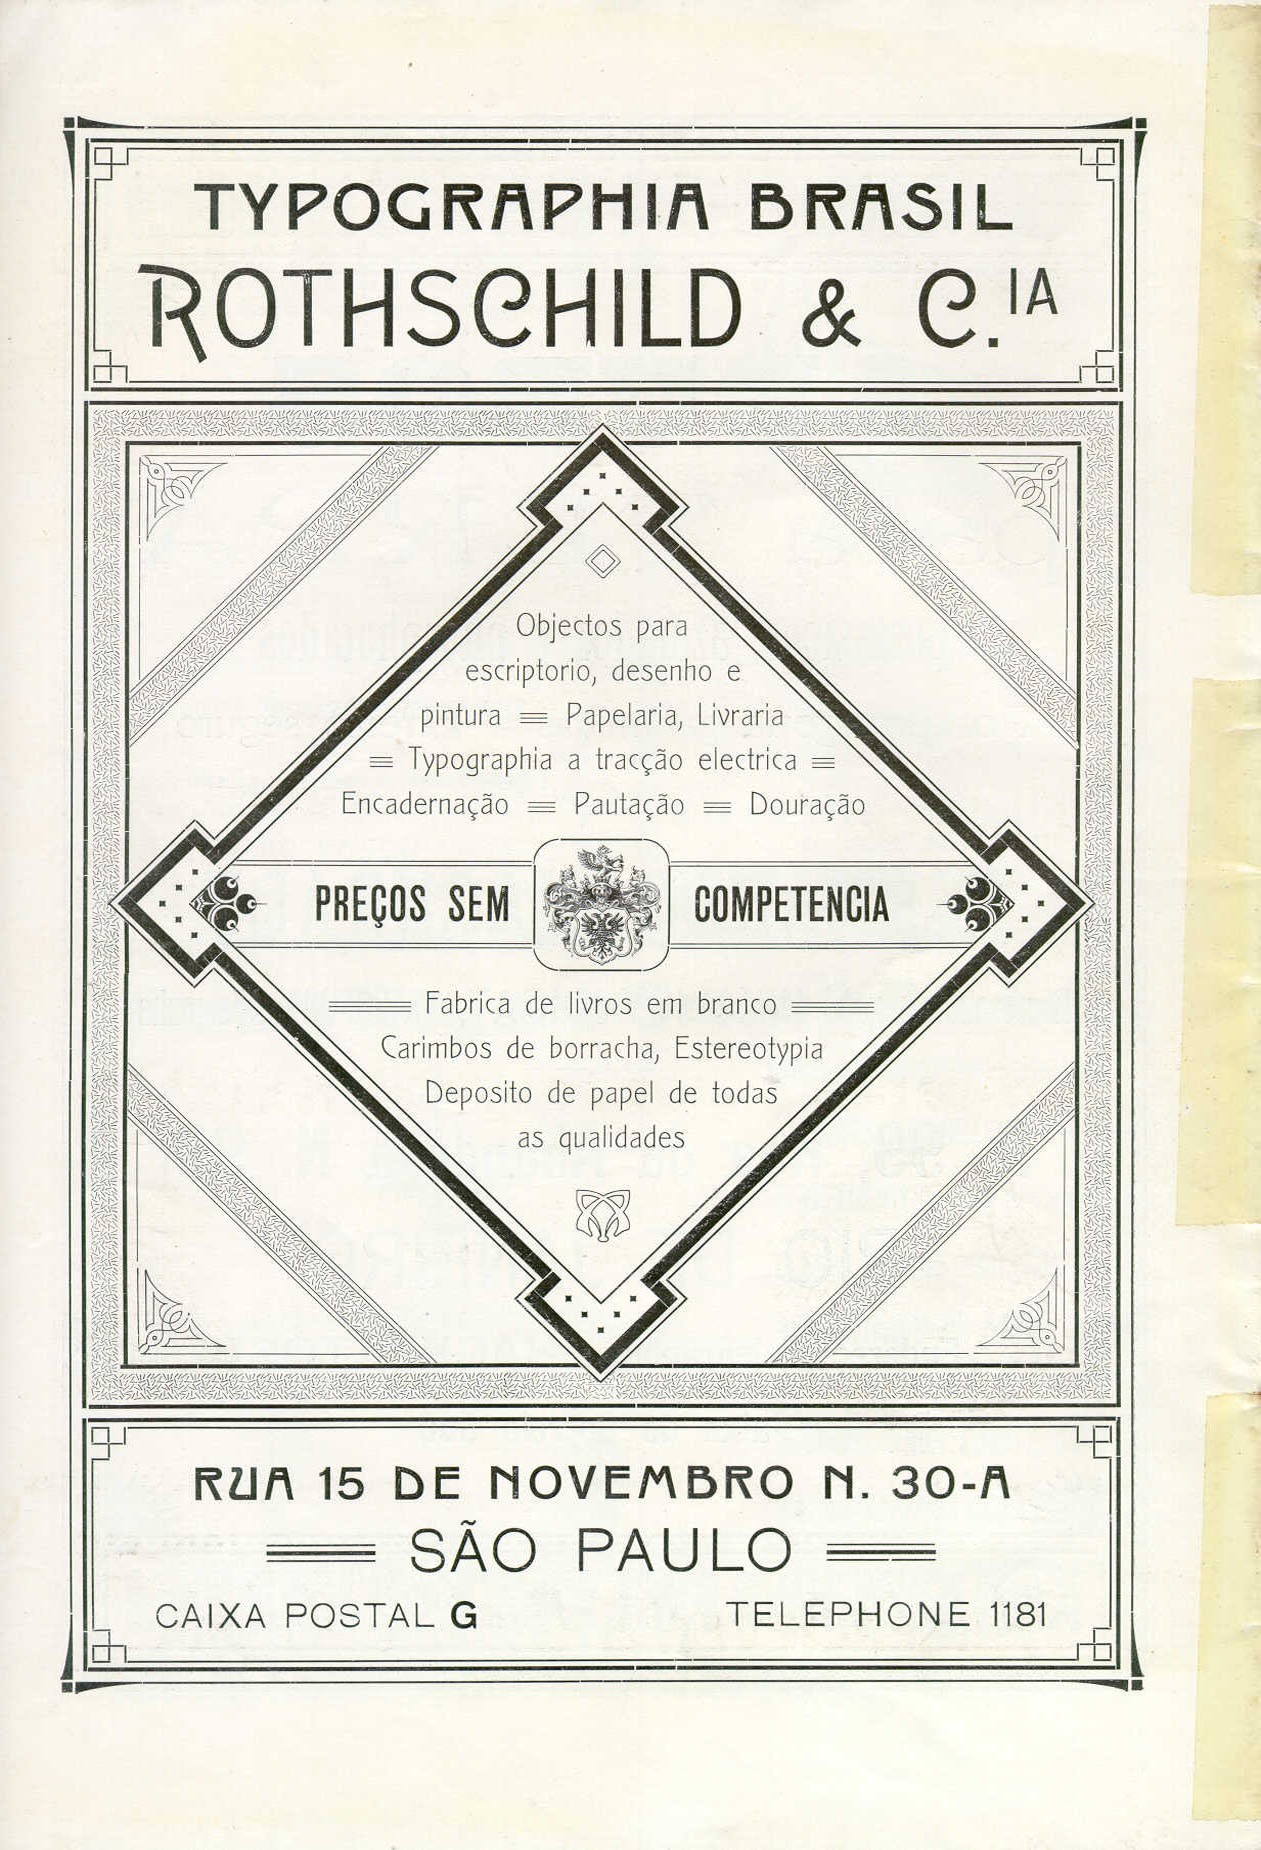 TYPOGRAPHIA BRASIL
ROTHSCHILD & C.IA
Objectos para
escriptorio, desenho e
pintura = Papelaria, Livraria
= Typographia a tracção electrica =
Encadernação = Pautação = Douração
PREÇOS SEM COMPETENCIA
Fabrica de livros em branco
Carimbos de borracha, Estereotypia
Deposito de papel de todas
as qualidades
RUA 15 DE NOVEMBRO N. 30-A
SÃO PAULO
CAIXA POSTAL G TELEPHONE 1181